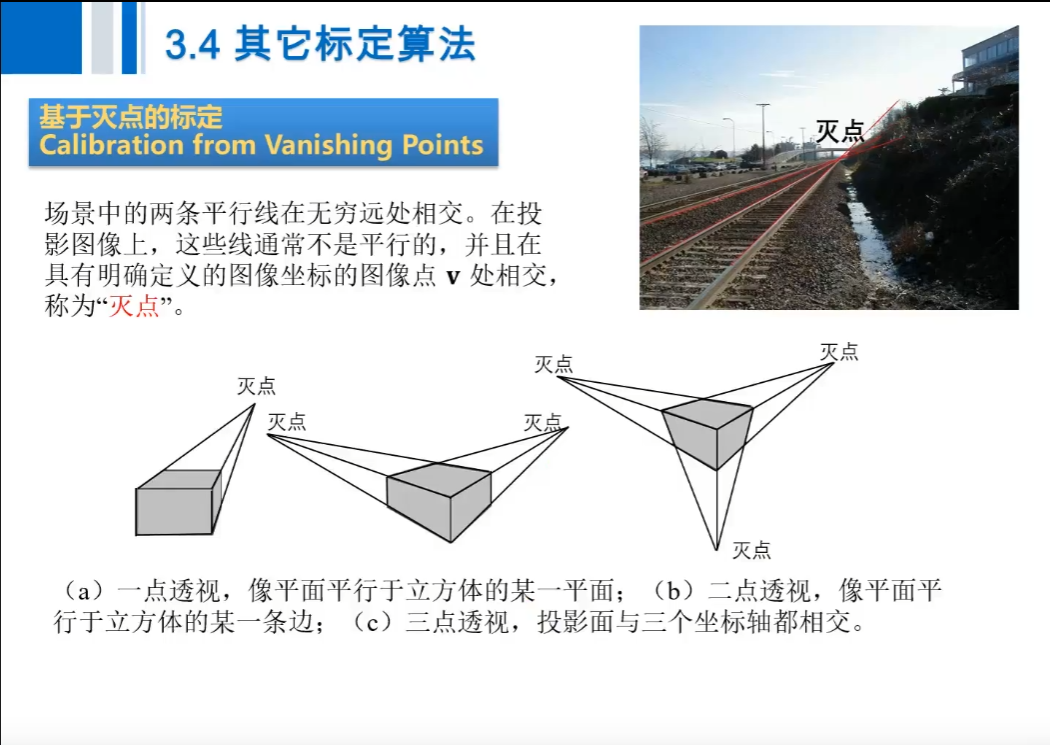 3.4 其它标定算法
灭点
基于灭点的标定
Calibration from Vanishing Points
场景中的两条平行线在无穷远处相交。在投
影图像上，这些线通常不是平行的，并且在
具有明确定义的图像坐标的图像点 v 处相交，
称为“灭点”。
灭点
灭点
灭点
灭点
灭点
灭点
（a）一点透视，像平面平行于立方体的某一平面；（b）二点透视，像平面平
行于立方体的某一条边；（c）三点透视，投影面与三个坐标轴都相交。